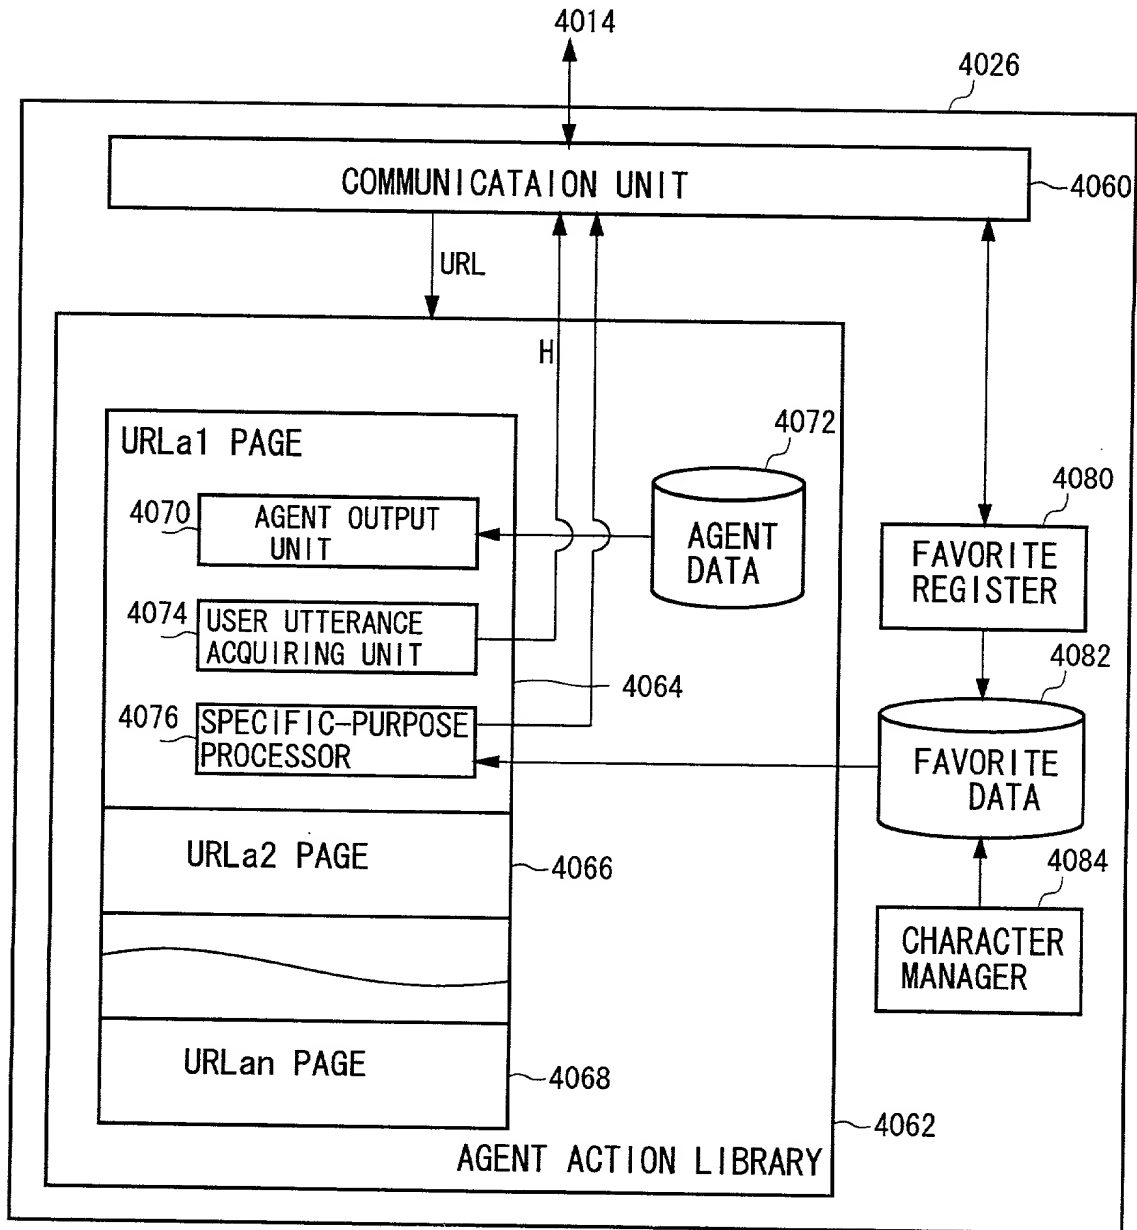 4014
4026
COMMUNICATAION UNIT
4060
URL
H
4072
URLa1 PAGE
4070
AGENT OUTPUT
UNIT
AGENT
DATA
4080
FAVORITE
REGISTER
4074
USER UTTERANCE
ACQUIRING UNIT
4064
4082
4076
SPECIFIC-PURPOSE
PROCESSOR
FAVORITE
DATA
URLa2 PAGE
4066
4084
CHARACTER
MANAGER
URLan PAGE
4068
4062
AGENT ACTION LIBRARY